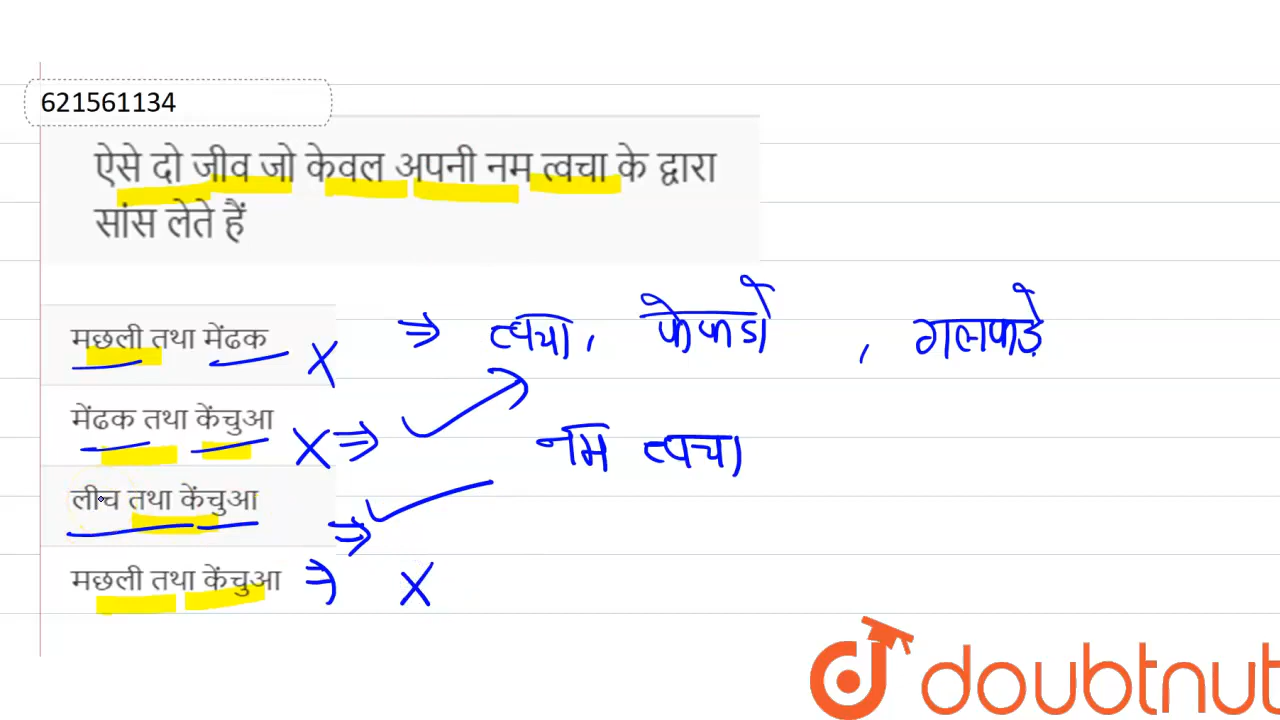 621561134
ऐसे दो जीव जो केवल अपनी नम त्वचा के द्वारा
सांस लेते हैं
मछली तथा मेंढक X ⇒ त्वचा, फेफडो , गलफाड़े
मेंढक तथा केंचुआ X ⇒ ✓ नम त्वचा
लीच तथा केंचुआ ⇒ ✓
मछली तथा केंचुआ ⇒ X
doubtnut